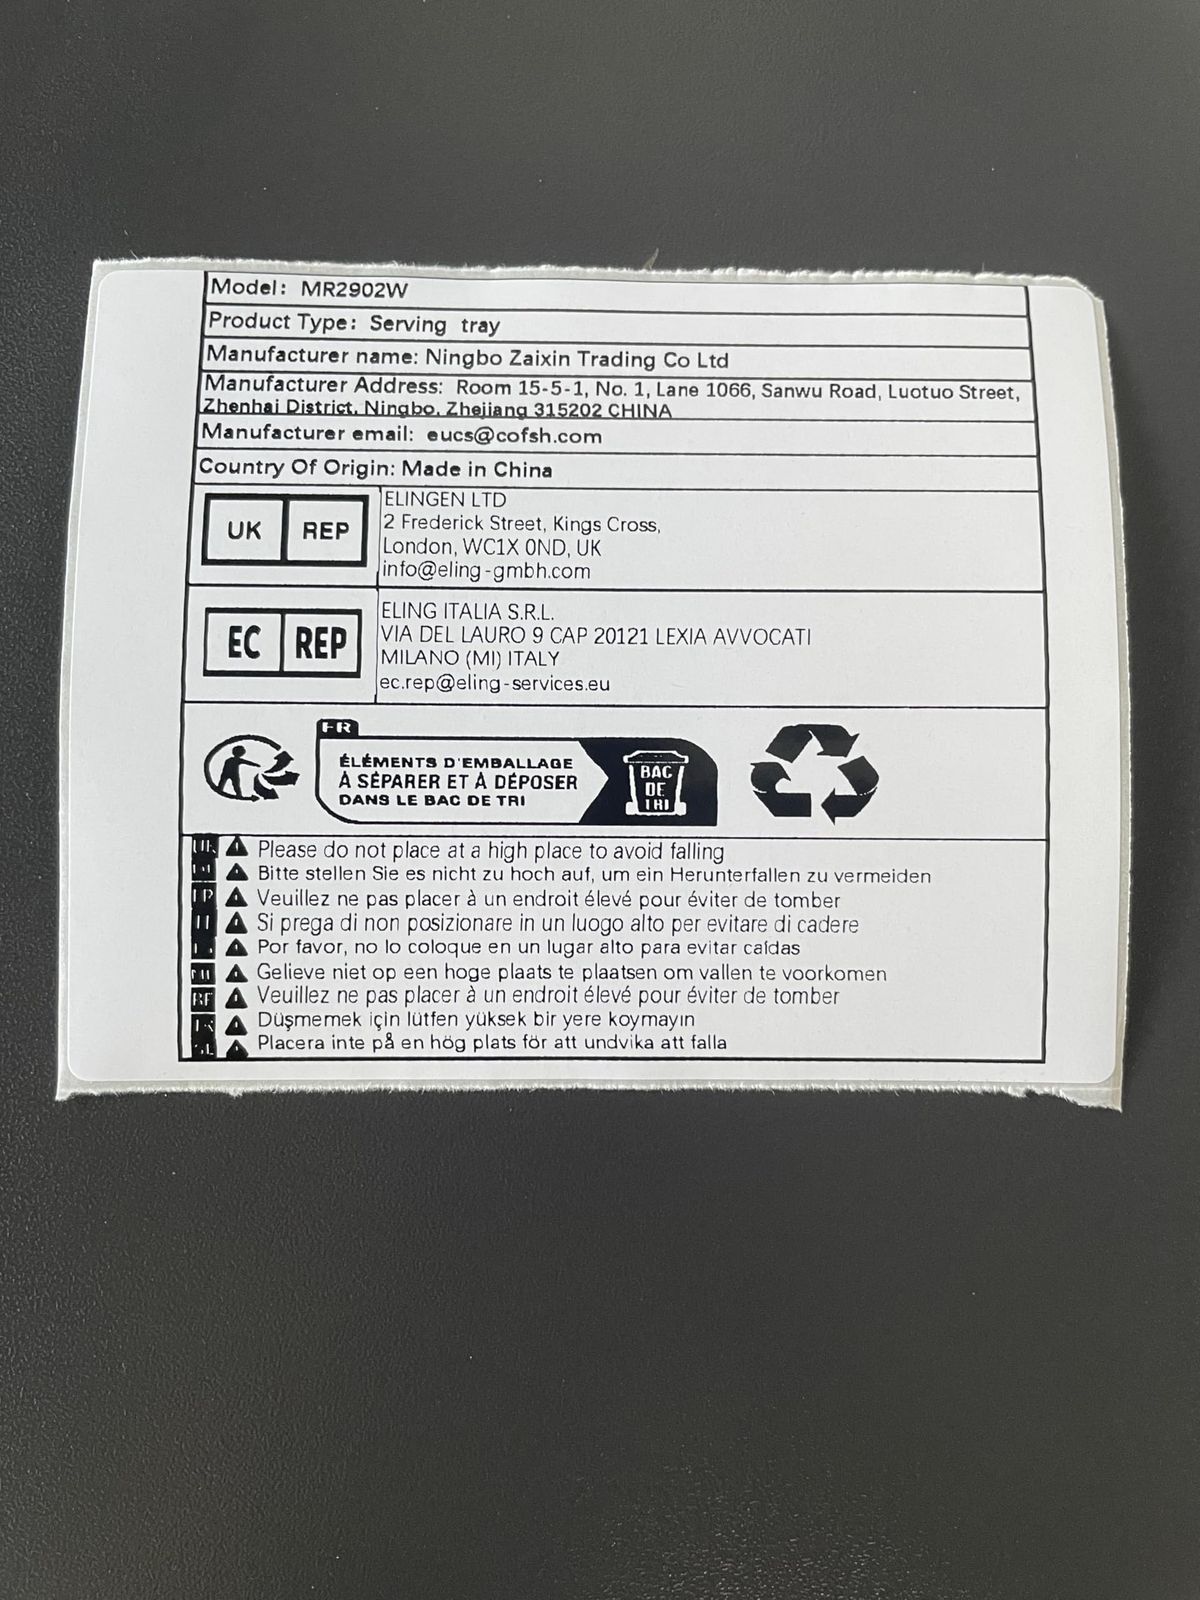 Model: MR2902W
Product Type: Serving tray
Manufacturer name: Ningbo Zaixin Trading Co Ltd
Manufacturer Address: Room 15-5-1, No. 1, Lane 1066, Sanwu Road, Luotuo Street,
Zhenhai District, Ningbo, Zhejiang 315202 CHINA
Manufacturer email: eucs@cofsh.com
Country Of Origin: Made in China
UK REP
ELINGEN LTD
2 Frederick Street, Kings Cross,
London, WC1X 0ND, UK
info@eling-gmbh.com
EC REP
ELING ITALIA S.R.L.
VIA DEL LAURO 9 CAP 20121 LEXIA AVVOCATI
MILANO (MI) ITALY
ec.rep@eling-services.eu
FR
ÉLÉMENTS D'EMBALLAGE
À SÉPARER ET À DÉPOSER
DANS LE BAC DE TRI
BAC
DE
TRI
UK Please do not place at a high place to avoid falling
Bitte stellen Sie es nicht zu hoch auf, um ein Herunterfallen zu vermeiden
Veuillez ne pas placer à un endroit élevé pour éviter de tomber
Si prega di non posizionare in un luogo alto per evitare di cadere
Por favor, no lo coloque en un lugar alto para evitar caídas
Gelieve niet op een hoge plaats te plaatsen om vallen te voorkomen
BE Veuillez ne pas placer à un endroit élevé pour éviter de tomber
Düşmemek için lütfen yüksek bir yere koymayın
Placera inte på en hög plats för att undvika att falla